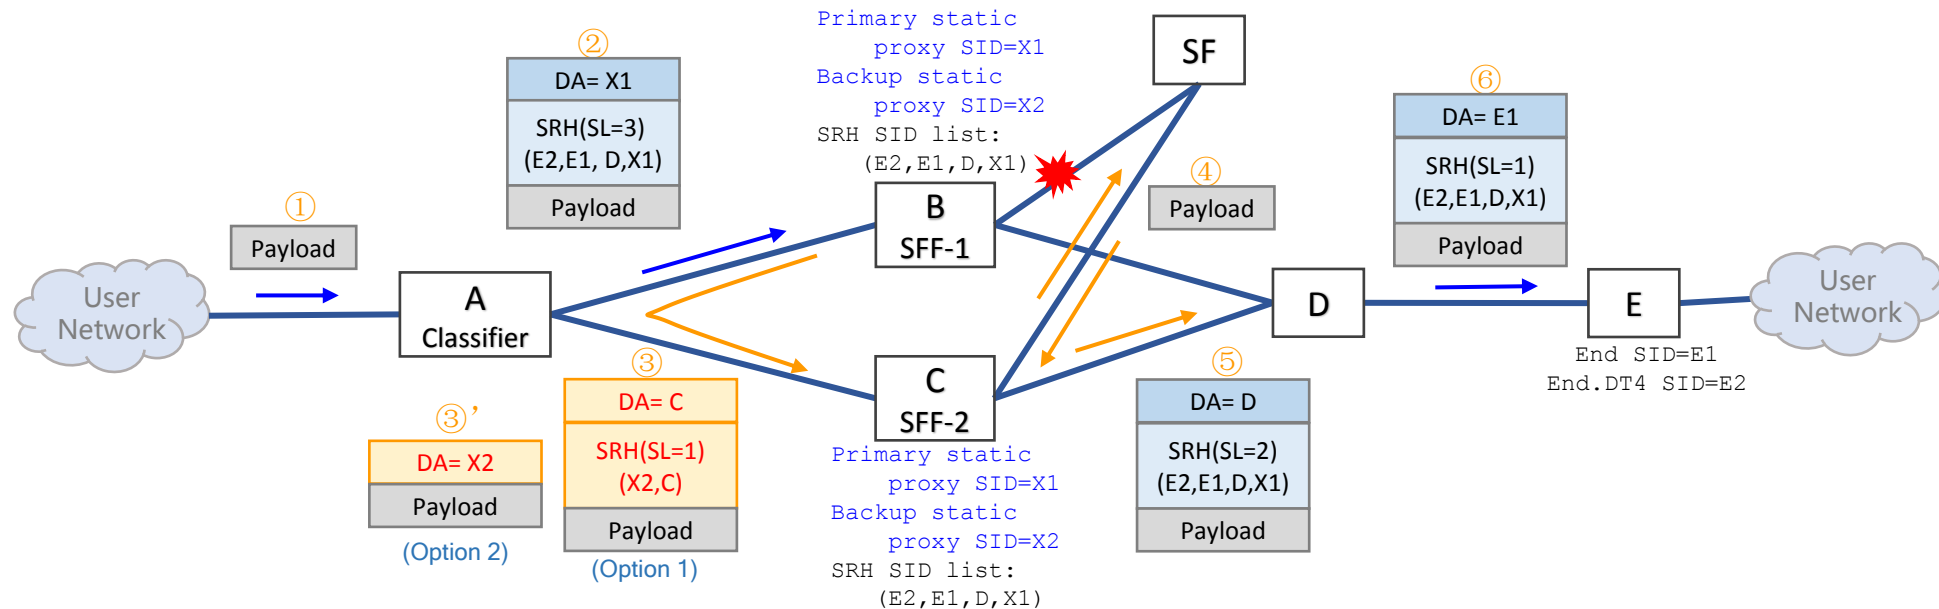 Primary static
proxy SID=X1
Backup static
proxy SID=X2
SRH SID list:
(E2,E1,D,X1)
②
DA= X1
SRH(SL=3)
(E2,E1, D,X1)
Payload
SF
⑥
DA= E1
SRH(SL=1)
(E2,E1,D,X1)
Payload
①
Payload
④
Payload
B
SFF-1
User
Network
A
Classifier
D
E
End SID=E1
End.DT4 SID=E2
User
Network
③
DA= C
SRH(SL=1)
(X2,C)
Payload
(Option 1)
③’
DA= X2
Payload
(Option 2)
C
SFF-2
Primary static
proxy SID=X1
Backup static
proxy SID=X2
SRH SID list:
(E2,E1,D,X1)
⑤
DA= D
SRH(SL=2)
(E2,E1,D,X1)
Payload